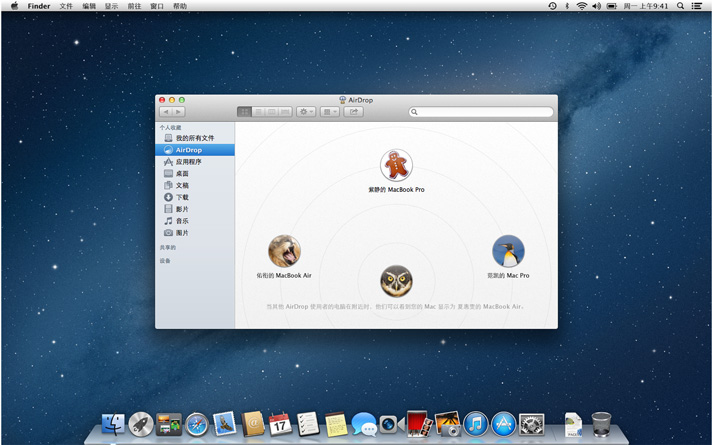 Finder 文件 编辑 显示 前往 窗口 帮助 周一 上午9:41
AirDrop
个人收藏
我的所有文件
AirDrop
应用程序
桌面
文稿
下载
影片
音乐
图片
共享的
设备
紫静的 MacBook Pro
佑衔的 MacBook Air
范凯的 Mac Pro
当其他 AirDrop 使用者的电脑在附近时，他们可以看到您的 Mac 显示为
的 MacBook Air。
17